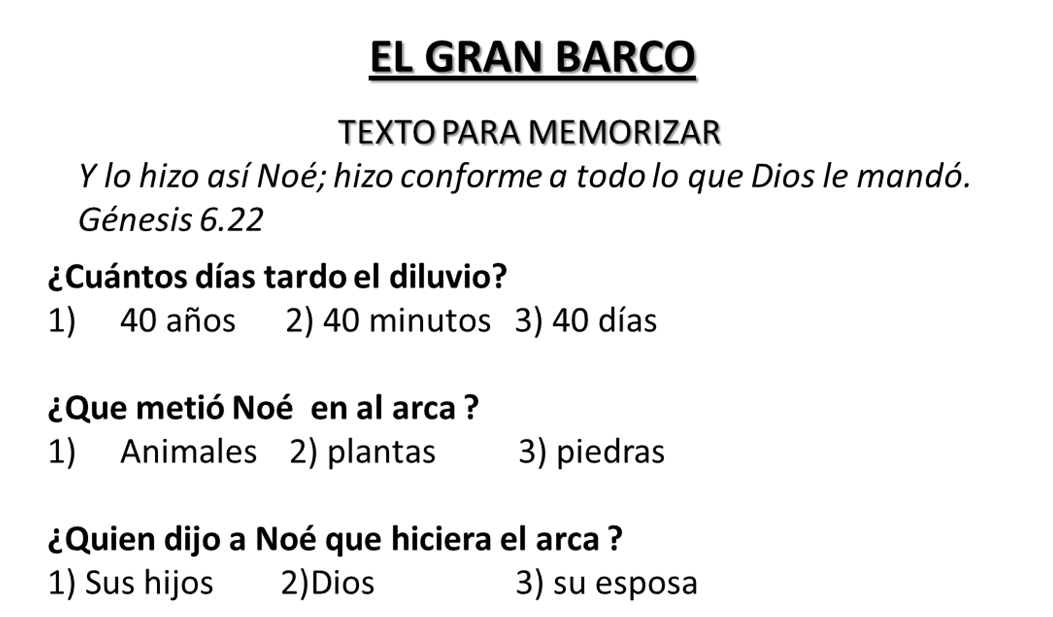 EL GRAN BARCO
TEXTO PARA MEMORIZAR
Y lo hizo así Noé; hizo conforme a todo lo que Dios le mandó.
Génesis 6.22
¿Cuántos días tardo el diluvio?
1) 40 años 2) 40 minutos 3) 40 días
¿Que metió Noé en al arca ?
1) Animales 2) plantas 3) piedras
¿Quien dijo a Noé que hiciera el arca ?
1) Sus hijos 2)Dios 3) su esposa